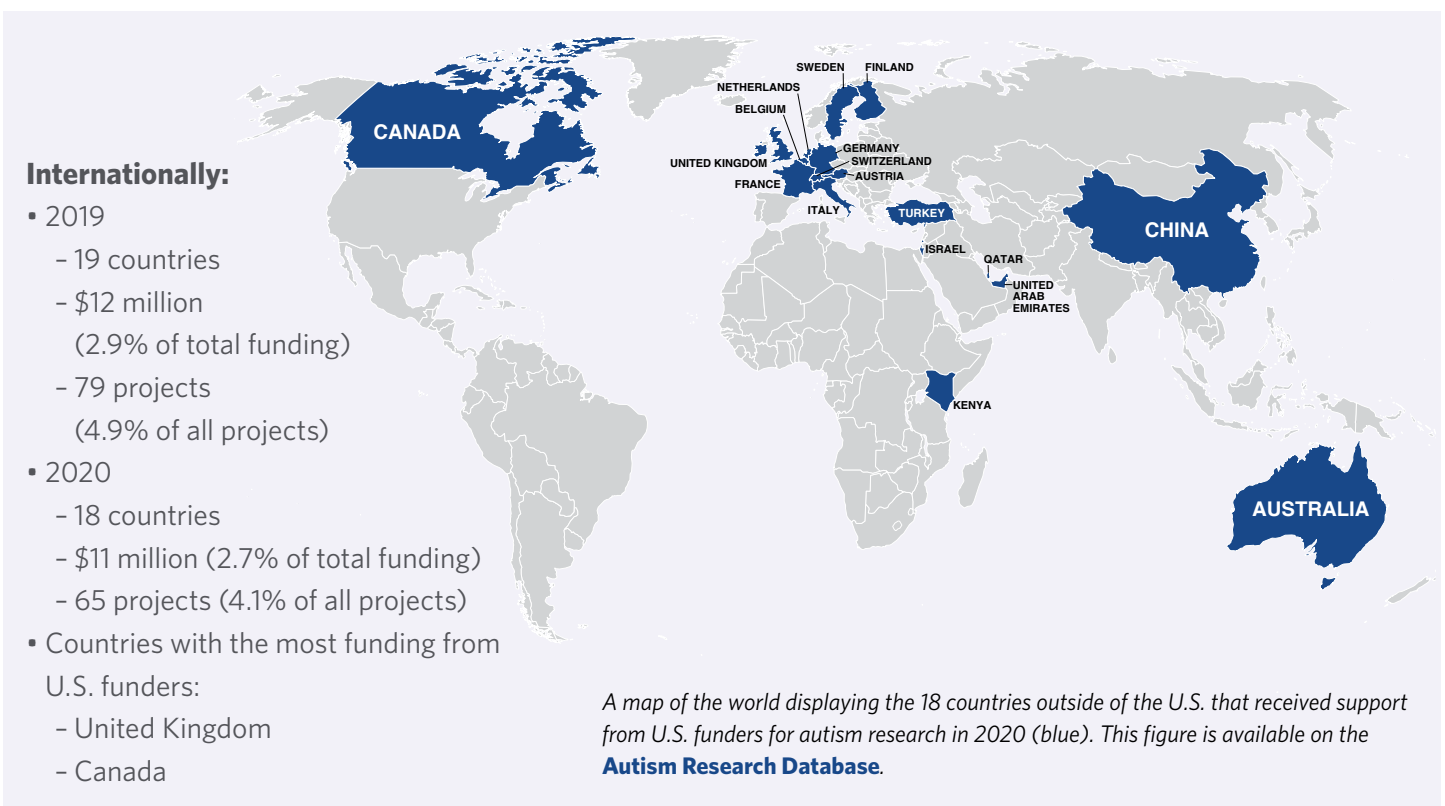 Internationally:
• 2019
– 19 countries
– $12 million
(2.9% of total funding)
– 79 projects
(4.9% of all projects)
• 2020
– 18 countries
– $11 million (2.7% of total funding)
– 65 projects (4.1% of all projects)
• Countries with the most funding from
U.S. funders:
– United Kingdom
– Canada
CANADA
SWEDEN
FINLAND
NETHERLANDS
BELGIUM
UNITED KINGDOM
FRANCE
GERMANY
SWITZERLAND
AUSTRIA
ITALY
TURKEY
ISRAEL
QATAR
UNITED
ARAB
EMIRATES
CHINA
KENYA
AUSTRALIA
A map of the world displaying the 18 countries outside of the U.S. that received support
from U.S. funders for autism research in 2020 (blue). This figure is available on the
Autism Research Database.